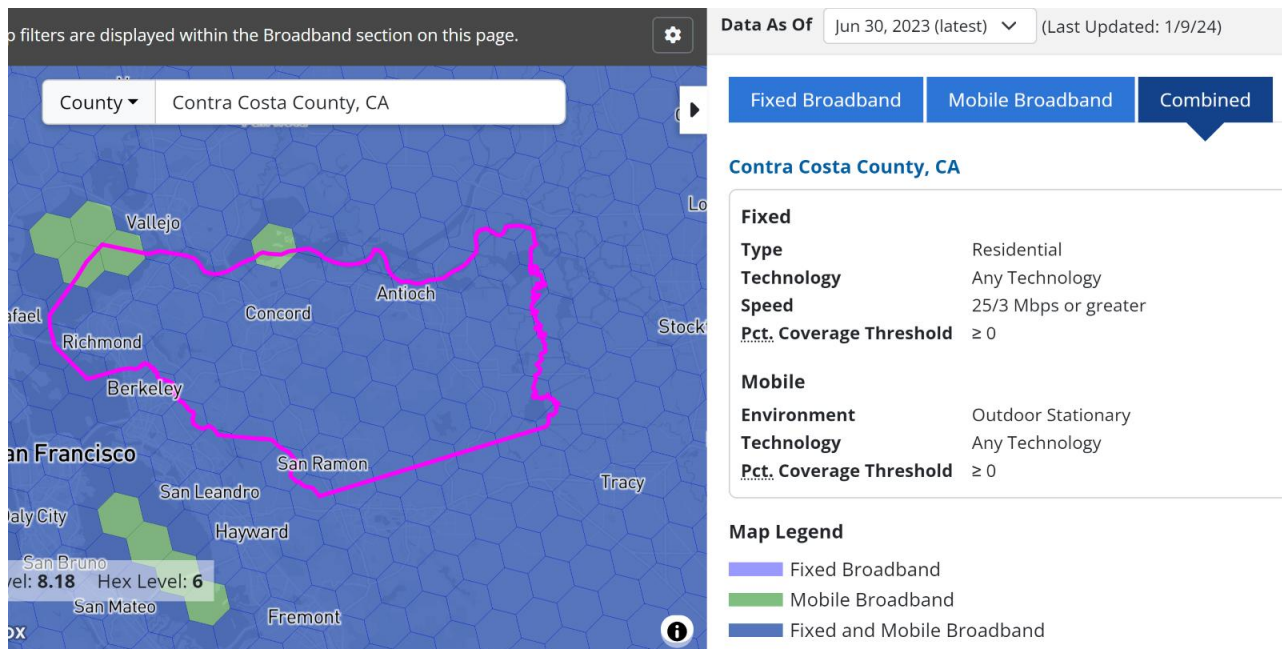 filters are displayed within the Broadband section on this page.
County
Contra Costa County, CA
Vallejo
Antioch
Concord
Richmond
Berkeley
San Francisco
San Ramon
Tracy
San Leandro
Daly City
Hayward
San Bruno
8.18 Hex Level: 6
San Mateo
Fremont
Data As Of Jun 30, 2023 (latest) (Last Updated: 1/9/24)
Fixed Broadband Mobile Broadband Combined
Contra Costa County, CA
Fixed
Type Residential
Technology Any Technology
Speed 25/3 Mbps or greater
Pct. Coverage Threshold ≥ 0
Mobile
Environment Outdoor Stationary
Technology Any Technology
Pct. Coverage Threshold ≥ 0
Map Legend
Fixed Broadband
Mobile Broadband
Fixed and Mobile Broadband